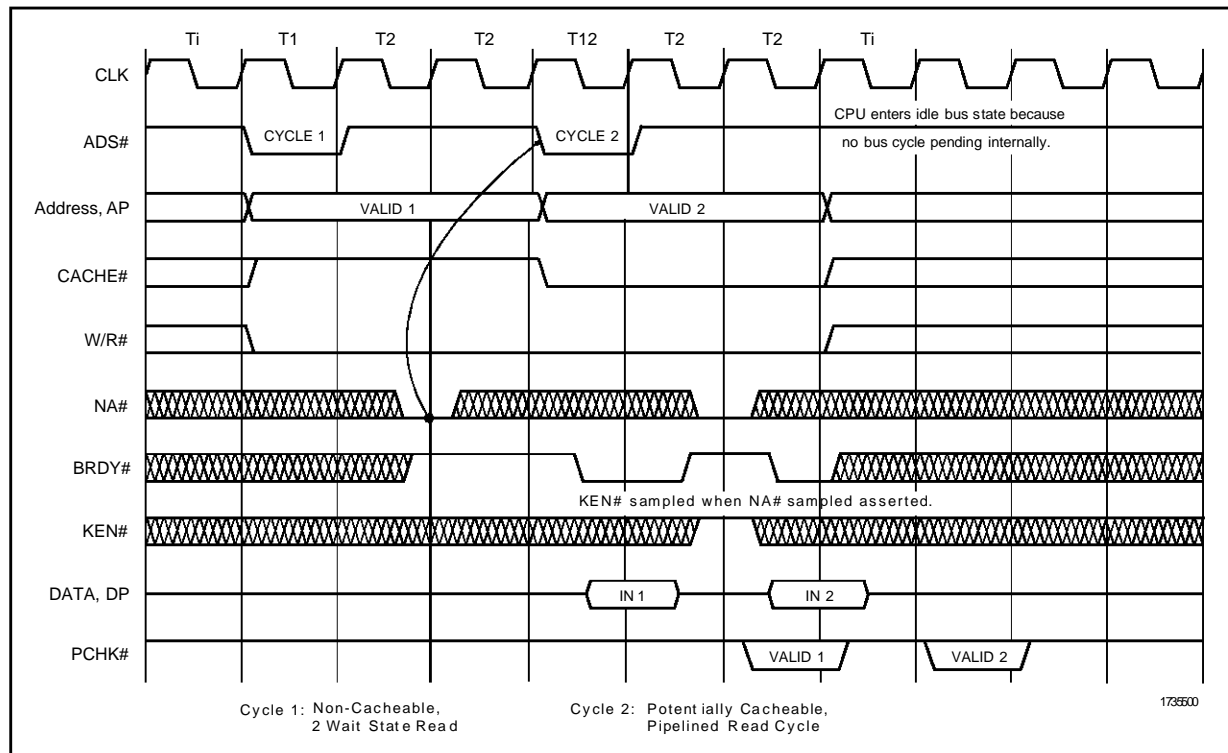 Ti T1 T2 T2 T12 T2 T2 Ti
CLK
CPU enters idle bus state because
no bus cycle pending internally.
ADS# CYCLE 1 CYCLE 2
Address, AP VALID 1 VALID 2
CACHE#
W/R#
NA#
BRDY#
KEN# sampled when NA# sampled asserted.
KEN#
DATA, DP IN 1 IN 2
PCHK# VALID 1 VALID 2
Cycle 1: Non-Cacheable,
2 Wait State Read
Cycle 2: Potentially Cacheable,
Pipelined Read Cycle
1735500